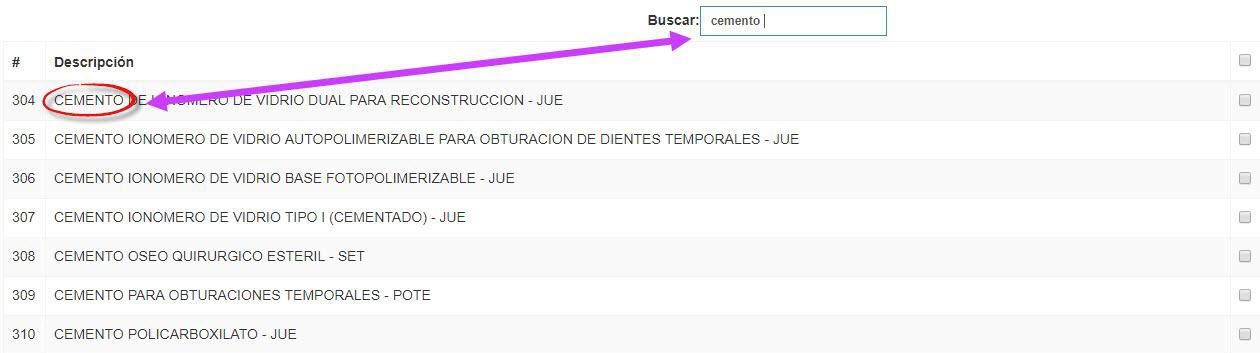 Buscar: cemento
# Descripción
304 CEMENTO DE IONOMERO DE VIDRIO DUAL PARA RECONSTRUCCION - JUE
305 CEMENTO IONOMERO DE VIDRIO AUTOPOLIMERIZABLE PARA OBTURACION DE DIENTES TEMPORALES - JUE
306 CEMENTO IONOMERO DE VIDRIO BASE FOTOPOLIMERIZABLE - JUE
307 CEMENTO IONOMERO DE VIDRIO TIPO I (CEMENTADO) - JUE
308 CEMENTO OSEO QUIRURGICO ESTERIL - SET
309 CEMENTO PARA OBTURACIONES TEMPORALES - POTE
310 CEMENTO POLICARBOXILATO - JUE